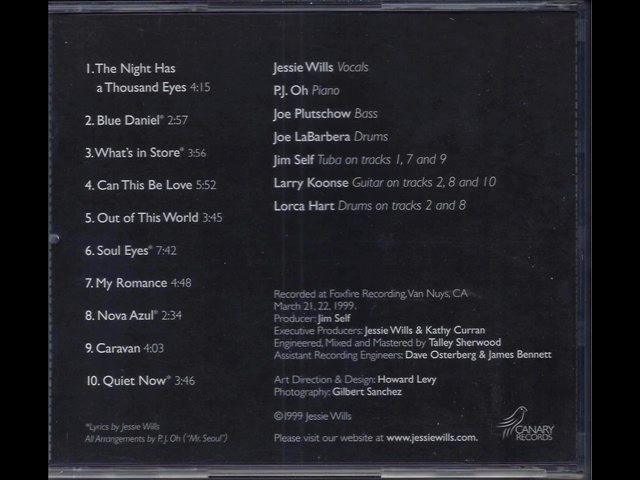 1.The Night Has
a Thousand Eyes 4:15
2. Blue Daniel* 2:57
3.What's in Store* 3:56
4. Can This Be Love 5:52
5. Out of This World 3:45
6. Soul Eyes* 7:42
7. My Romance 4:48
8. Nova Azul* 2:34
9. Caravan 4:03
10. Quiet Now* 3:46
*Lyrics by Jessie Wills
All Arrangements by P.J. Oh ("Mr. Seoul")
Jessie Wills Vocals
P.J. Oh Piano
Joe Plutschow Bass
Joe LaBarbera Drums
Jim Self Tuba on tracks 1, 7 and 9
Larry Koonse Guitar on tracks 2, 8 and 10
Lorca Hart Drums on tracks 2 and 8
Recorded at Foxfire Recording, Van Nuys, CA
March 21, 22, 1999.
Producer: Jim Self
Executive Producers: Jessie Wills & Kathy Curran
Engineered, Mixed and Mastered by Talley Sherwood
Assistant Recording Engineers: Dave Osterberg & James Bennett
Art Direction & Design: Howard Levy
Photography: Gilbert Sanchez
©1999 Jessie Wills
Please visit our website at www.jessiewills.com.
CANARY
RECORDS